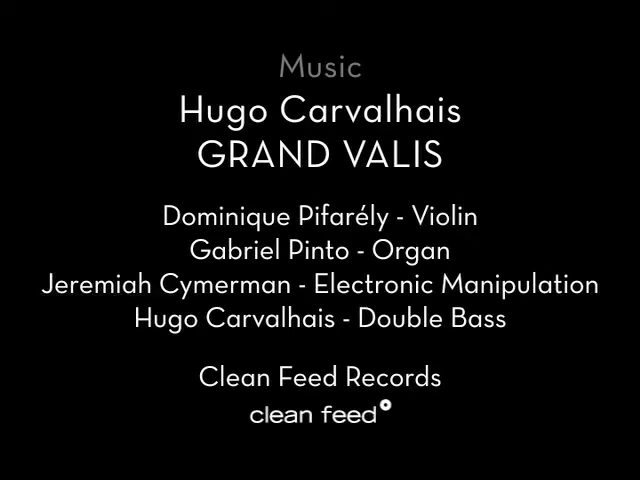 Music
Hugo Carvalhais
GRAND VALIS
Dominique Pifarély - Violin
Gabriel Pinto - Organ
Jeremiah Cymerman - Electronic Manipulation
Hugo Carvalhais - Double Bass
Clean Feed Records
clean feed